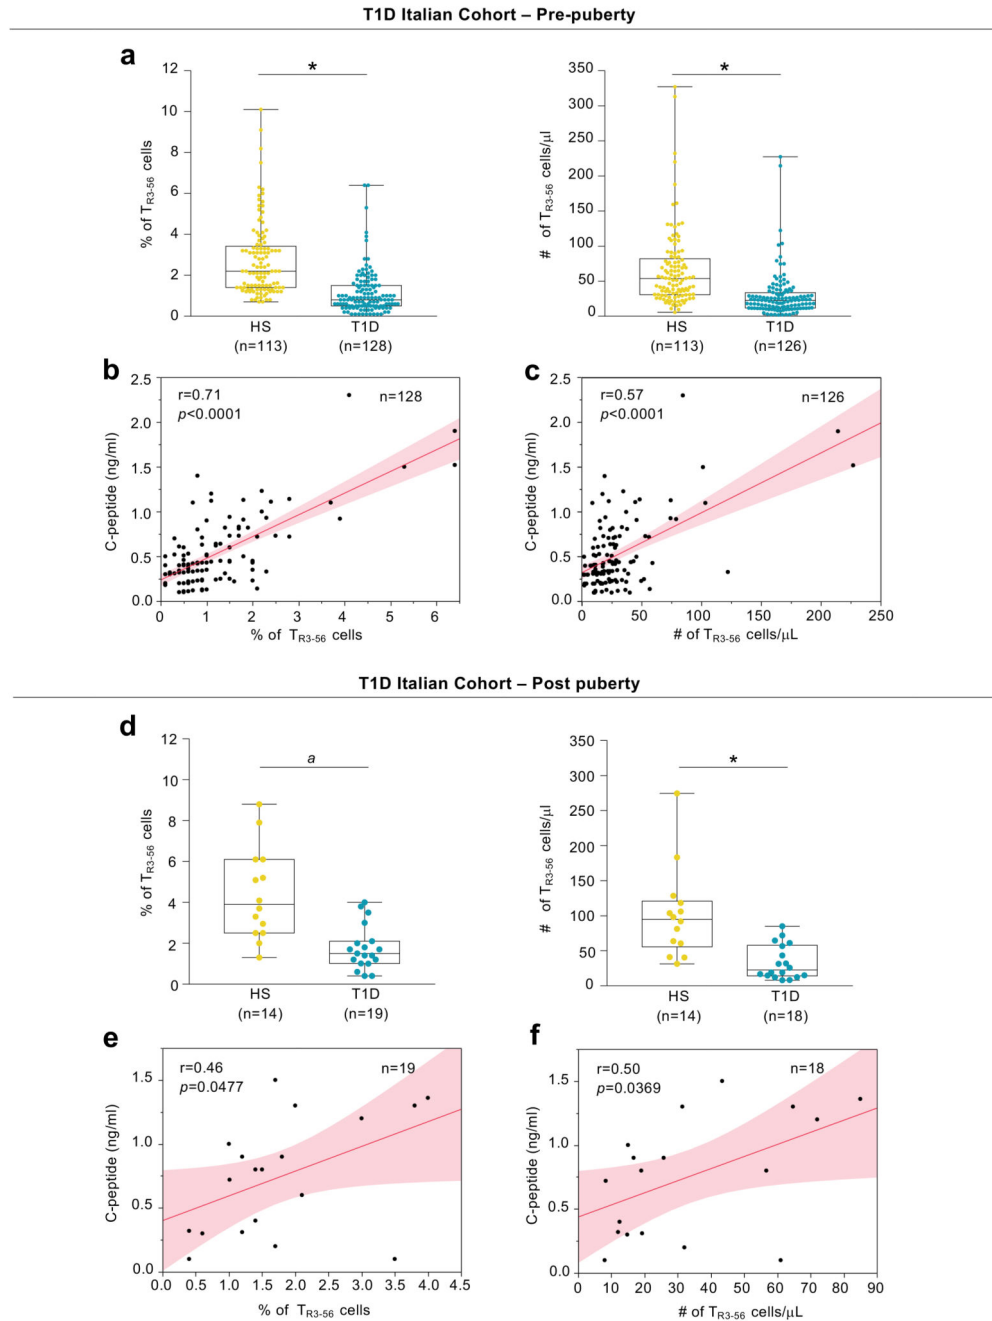 T1D Italian Cohort – Pre-puberty
a
12
10
8
6
4
2
0
% of TR3-56 cells
*
HS
(n=113)
T1D
(n=128)
350
300
250
200
150
100
50
0
# of TR3-56 cells/μl
*
HS
(n=113)
T1D
(n=126)
b
2.5
2.0
1.5
1.0
0.5
0.0
C-peptide (ng/ml)
r=0.71
p<0.0001
n=128
0 1 2 3 4 5 6
% of TR3-56 cells
c
2.5
2.0
1.5
1.0
0.5
0.0
C-peptide (ng/ml)
r=0.57
p<0.0001
n=126
0 50 100 150 200 250
# of TR3-56 cells/μL
T1D Italian Cohort – Post puberty
d
12
10
8
6
4
2
0
% of TR3-56 cells
a
HS
(n=14)
T1D
(n=19)
350
300
250
200
150
100
50
0
# of TR3-56 cells/μl
*
HS
(n=14)
T1D
(n=18)
e
1.5
1.0
0.5
0.0
C-peptide (ng/ml)
r=0.46
p=0.0477
n=19
0.0 0.5 1.0 1.5 2.0 2.5 3.0 3.5 4.0 4.5
% of TR3-56 cells
f
1.5
1.0
0.5
0.0
C-peptide (ng/ml)
r=0.50
p=0.0369
n=18
0 10 20 30 40 50 60 70 80 90
# of TR3-56 cells/μL